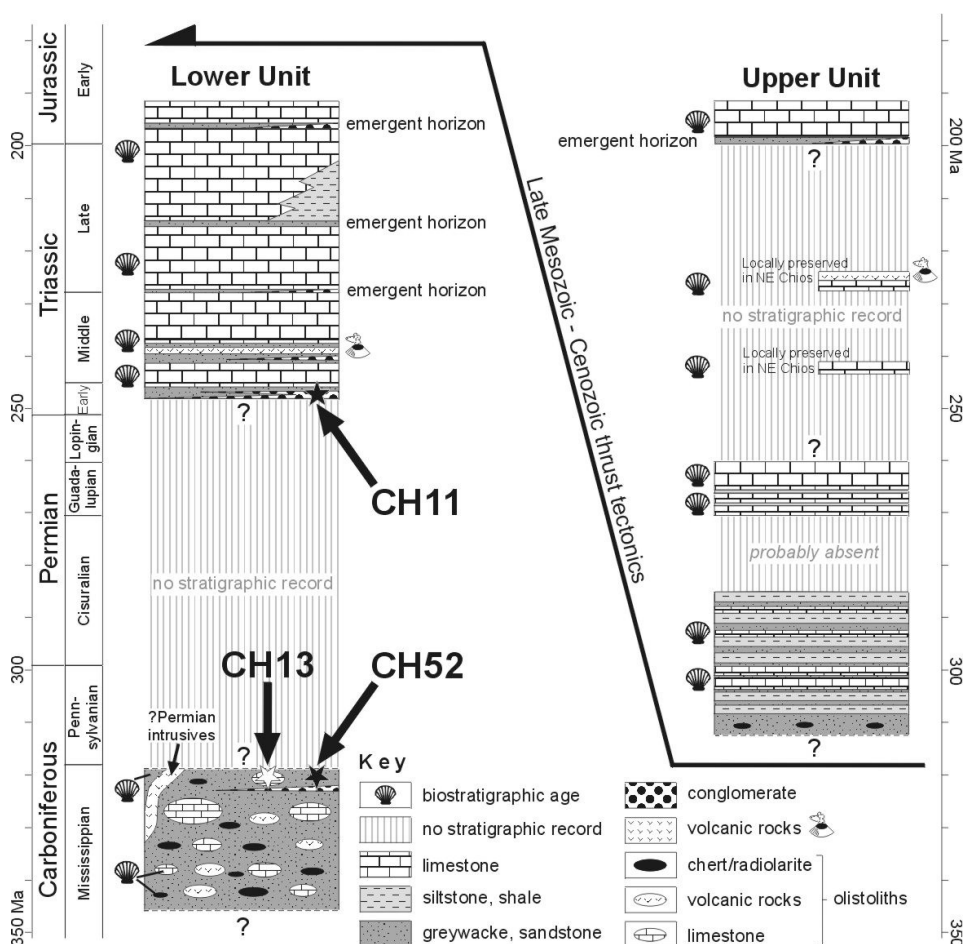 Jurassic
Early
Triassic
Late
Middle
Early
Permian
Lopin-
gian
Guada-
lupian
Cisuralian
Carboniferous
Penn-
sylvanian
Mississippian
200
250
300
350 Ma
Lower Unit
emergent horizon
emergent horizon
emergent horizon
?
CH11
no stratigraphic record
CH13
CH52
?Permian
intrusives
?
?
Late Mesozoic - Cenozoic thrust tectonics
Upper Unit
emergent horizon
?
Locally preserved
in NE Chios
no stratigraphic record
Locally preserved
in NE Chios
?
probably absent
?
200 Ma
250
300
350
Key
biostratigraphic age
no stratigraphic record
limestone
siltstone, shale
greywacke, sandstone
conglomerate
volcanic rocks
chert/radiolarite
volcanic rocks
limestone
olistoliths